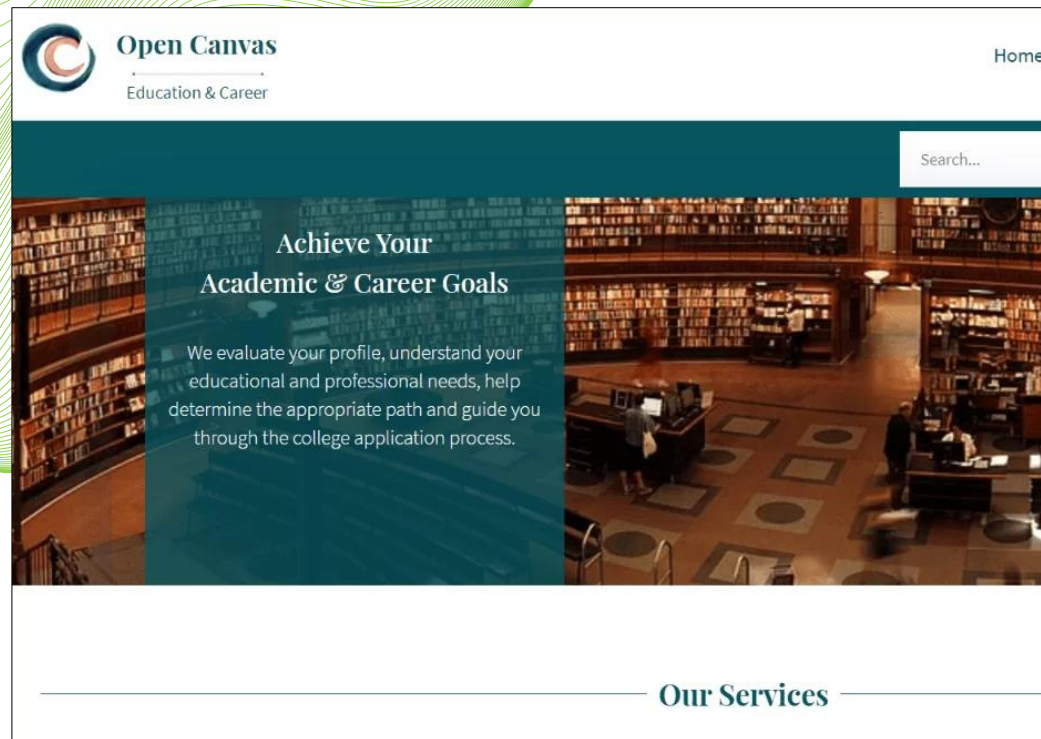 Open Canvas
Education & Career
Home
Search...
Achieve Your
Academic & Career Goals
We evaluate your profile, understand your
educational and professional needs, help
determine the appropriate path and guide you
through the college application process.
Our Services